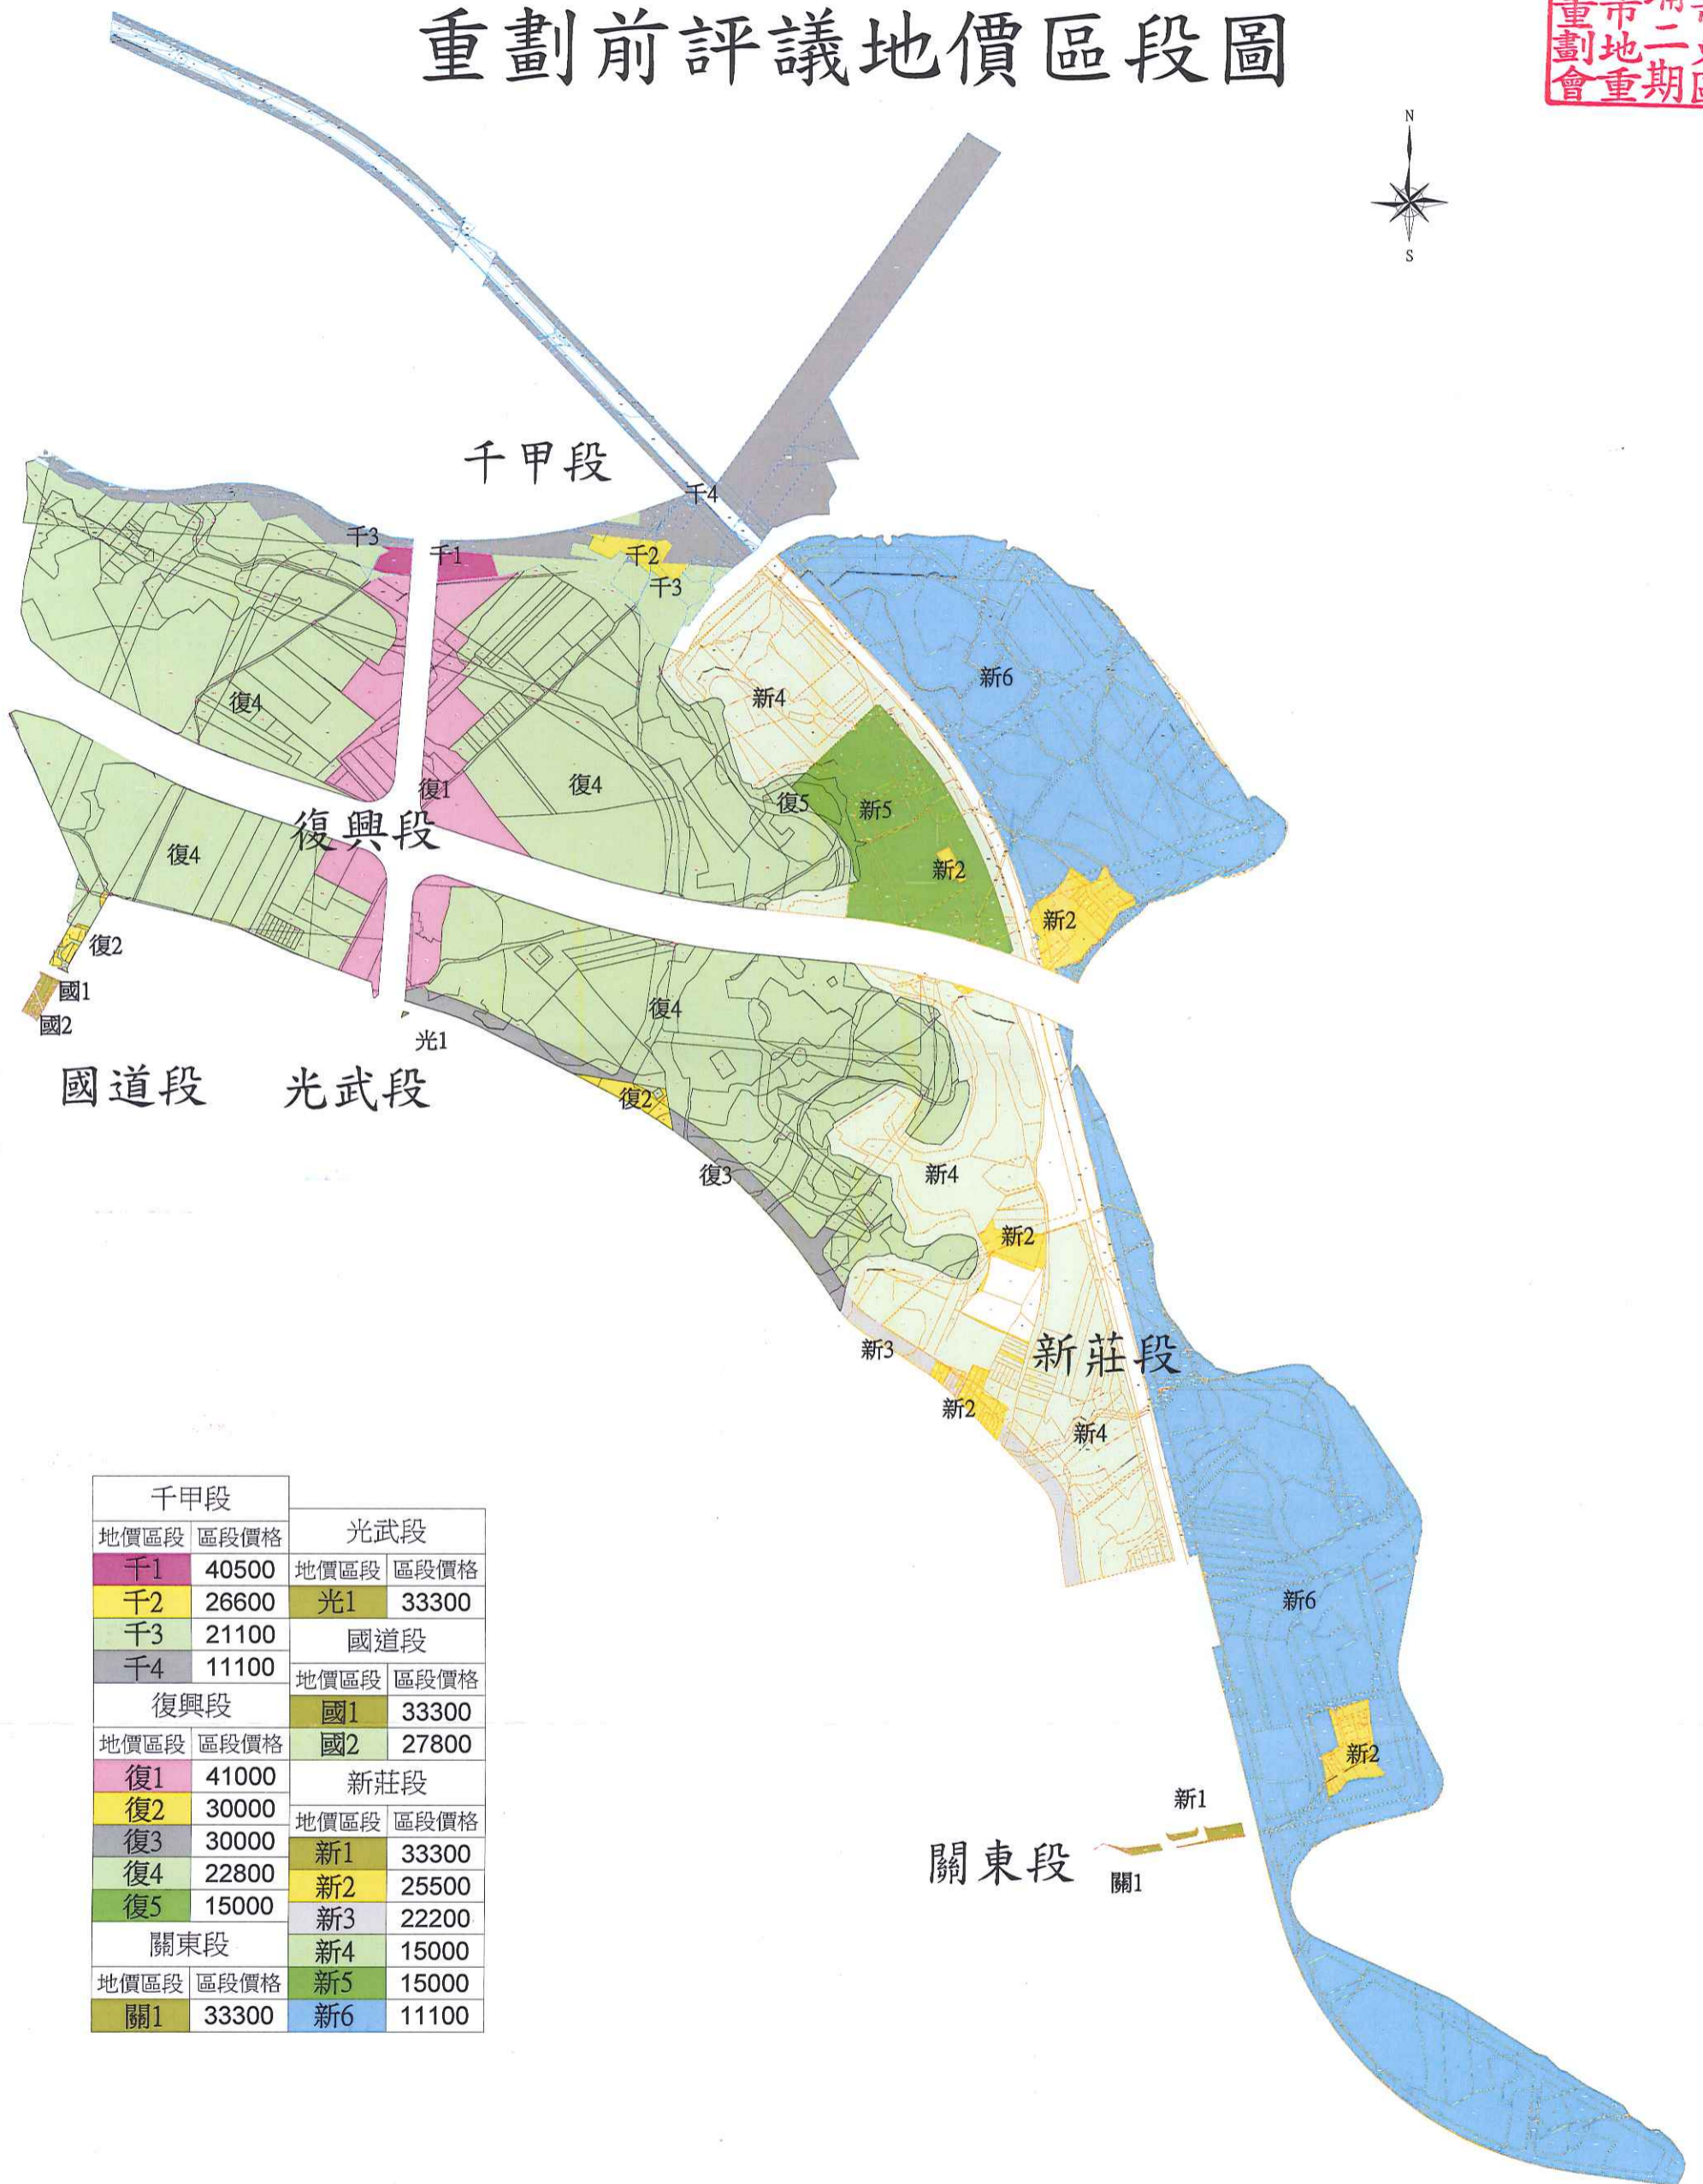 重劃前評議地價區段圖
重市
劃地二
會重期
N
S
千甲段
千4
千3
千1
千2
千3
新6
新4
復4
復1
復4
復5
新5
復興段
復4
新2
新2
復2
國1
國2
復4
光1
國道段
光武段
復2
復3
新4
新2
新3
新莊段
新2
新4
新6
新2
新1
關東段
關1
千甲段
地價區段 區段價格
千1 40500
千2 26600
千3 21100
千4 11100
復興段
地價區段 區段價格
復1 41000
復2 30000
復3 30000
復4 22800
復5 15000
關東段
地價區段 區段價格
關1 33300
光武段
地價區段 區段價格
光1 33300
國道段
地價區段 區段價格
國1 33300
國2 27800
新莊段
地價區段 區段價格
新1 33300
新2 25500
新3 22200
新4 15000
新5 15000
新6 11100